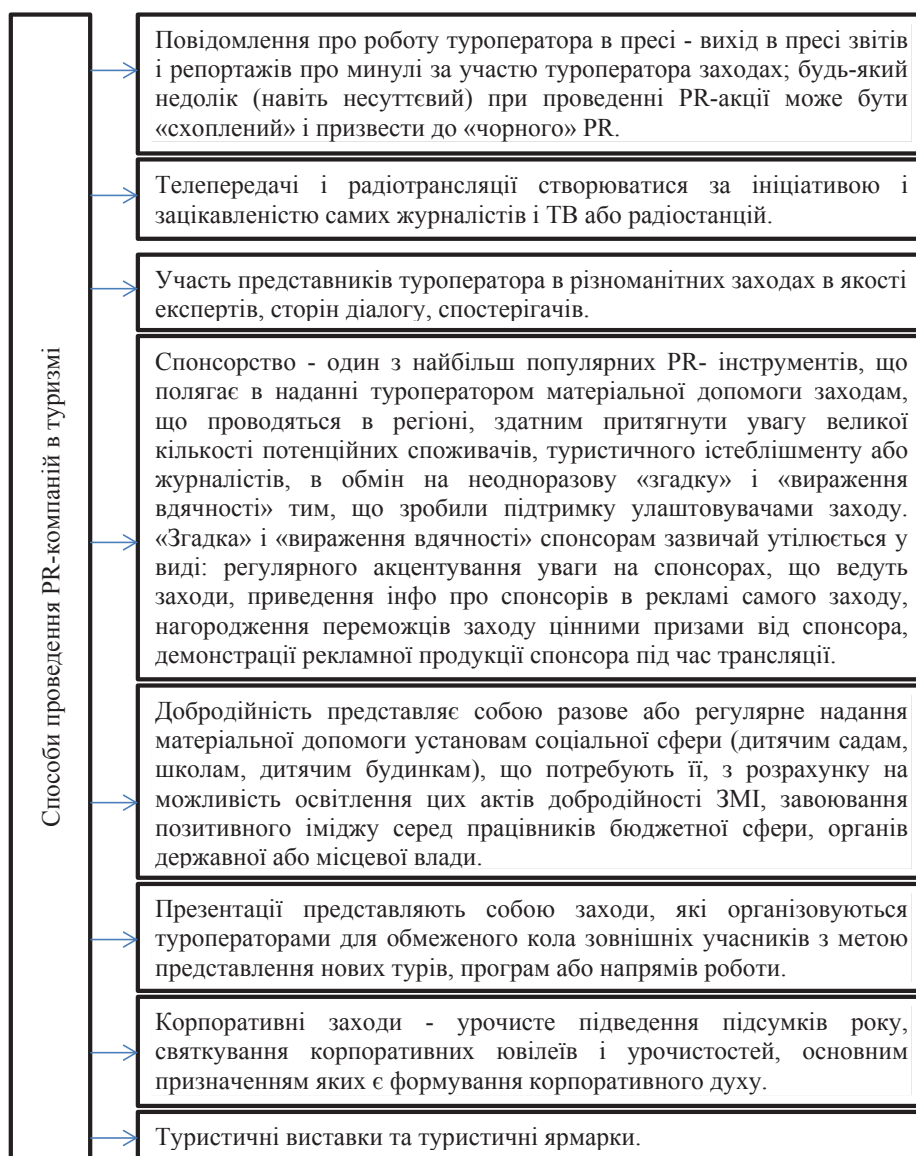 Способи проведення PR-компаній в туризмі
Повідомлення про роботу туроператора в пресі - вихід в пресі звітів
і репортажів про минулі за участю туроператора заходах; будь-який
недолік (навіть несуттєвий) при проведенні PR-акції може бути
«схоплений» і призвести до «чорного” PR.
Телепередачі і радіотрансляції створюватися за ініціативою і
зацікавленістю самих журналістів і ТВ або радіостанцій.
Участь представників туроператора в різноманітних заходах в якості
експертів, сторін діалогу, спостерігачів.
Спонсорство - один з найбільш популярних PR- інструментів, що
полягає в наданні туроператором матеріальної допомоги заходам,
що проводяться в регіоні, здатним притягнути увагу великої
кількості потенційних споживачів, туристичного істеблішменту або
журналістів, в обмін на неодноразову «згадку» і «вираження
вдячності» тим, що зробили підтримку улаштовувачами заходу.
«Згадка» і «вираження вдячності» спонсорам зазвичай утілюється у
виді: регулярного акцентування уваги на спонсорах, що ведуть
заходи, приведення інфо про спонсорів в рекламі самого заходу,
нагородження переможців заходу цінними призами від спонсора,
демонстрації рекламної продукції спонсора під час трансляції.
Добродійність представляє собою разове або регулярне надання
матеріальної допомоги установам соціальної сфери (дитячим садам,
школам, дитячим будинкам), що потребують її, з розрахунку на
можливість освітлення цих актів добродійності ЗМІ, завоювання
позитивного іміджу серед працівників бюджетної сфери, органів
державної або місцевої влади.
Презентації представляють собою заходи, які організовуються
туроператорами для обмеженого кола зовнішніх учасників з метою
представлення нових турів, програм або напрямів роботи.
Корпоративні заходи - урочисте підведення підсумків року,
святкування корпоративних ювілеїв і урочистостей, основним
призначенням яких є формування корпоративного духу.
Туристичні виставки та туристичні ярмарки.